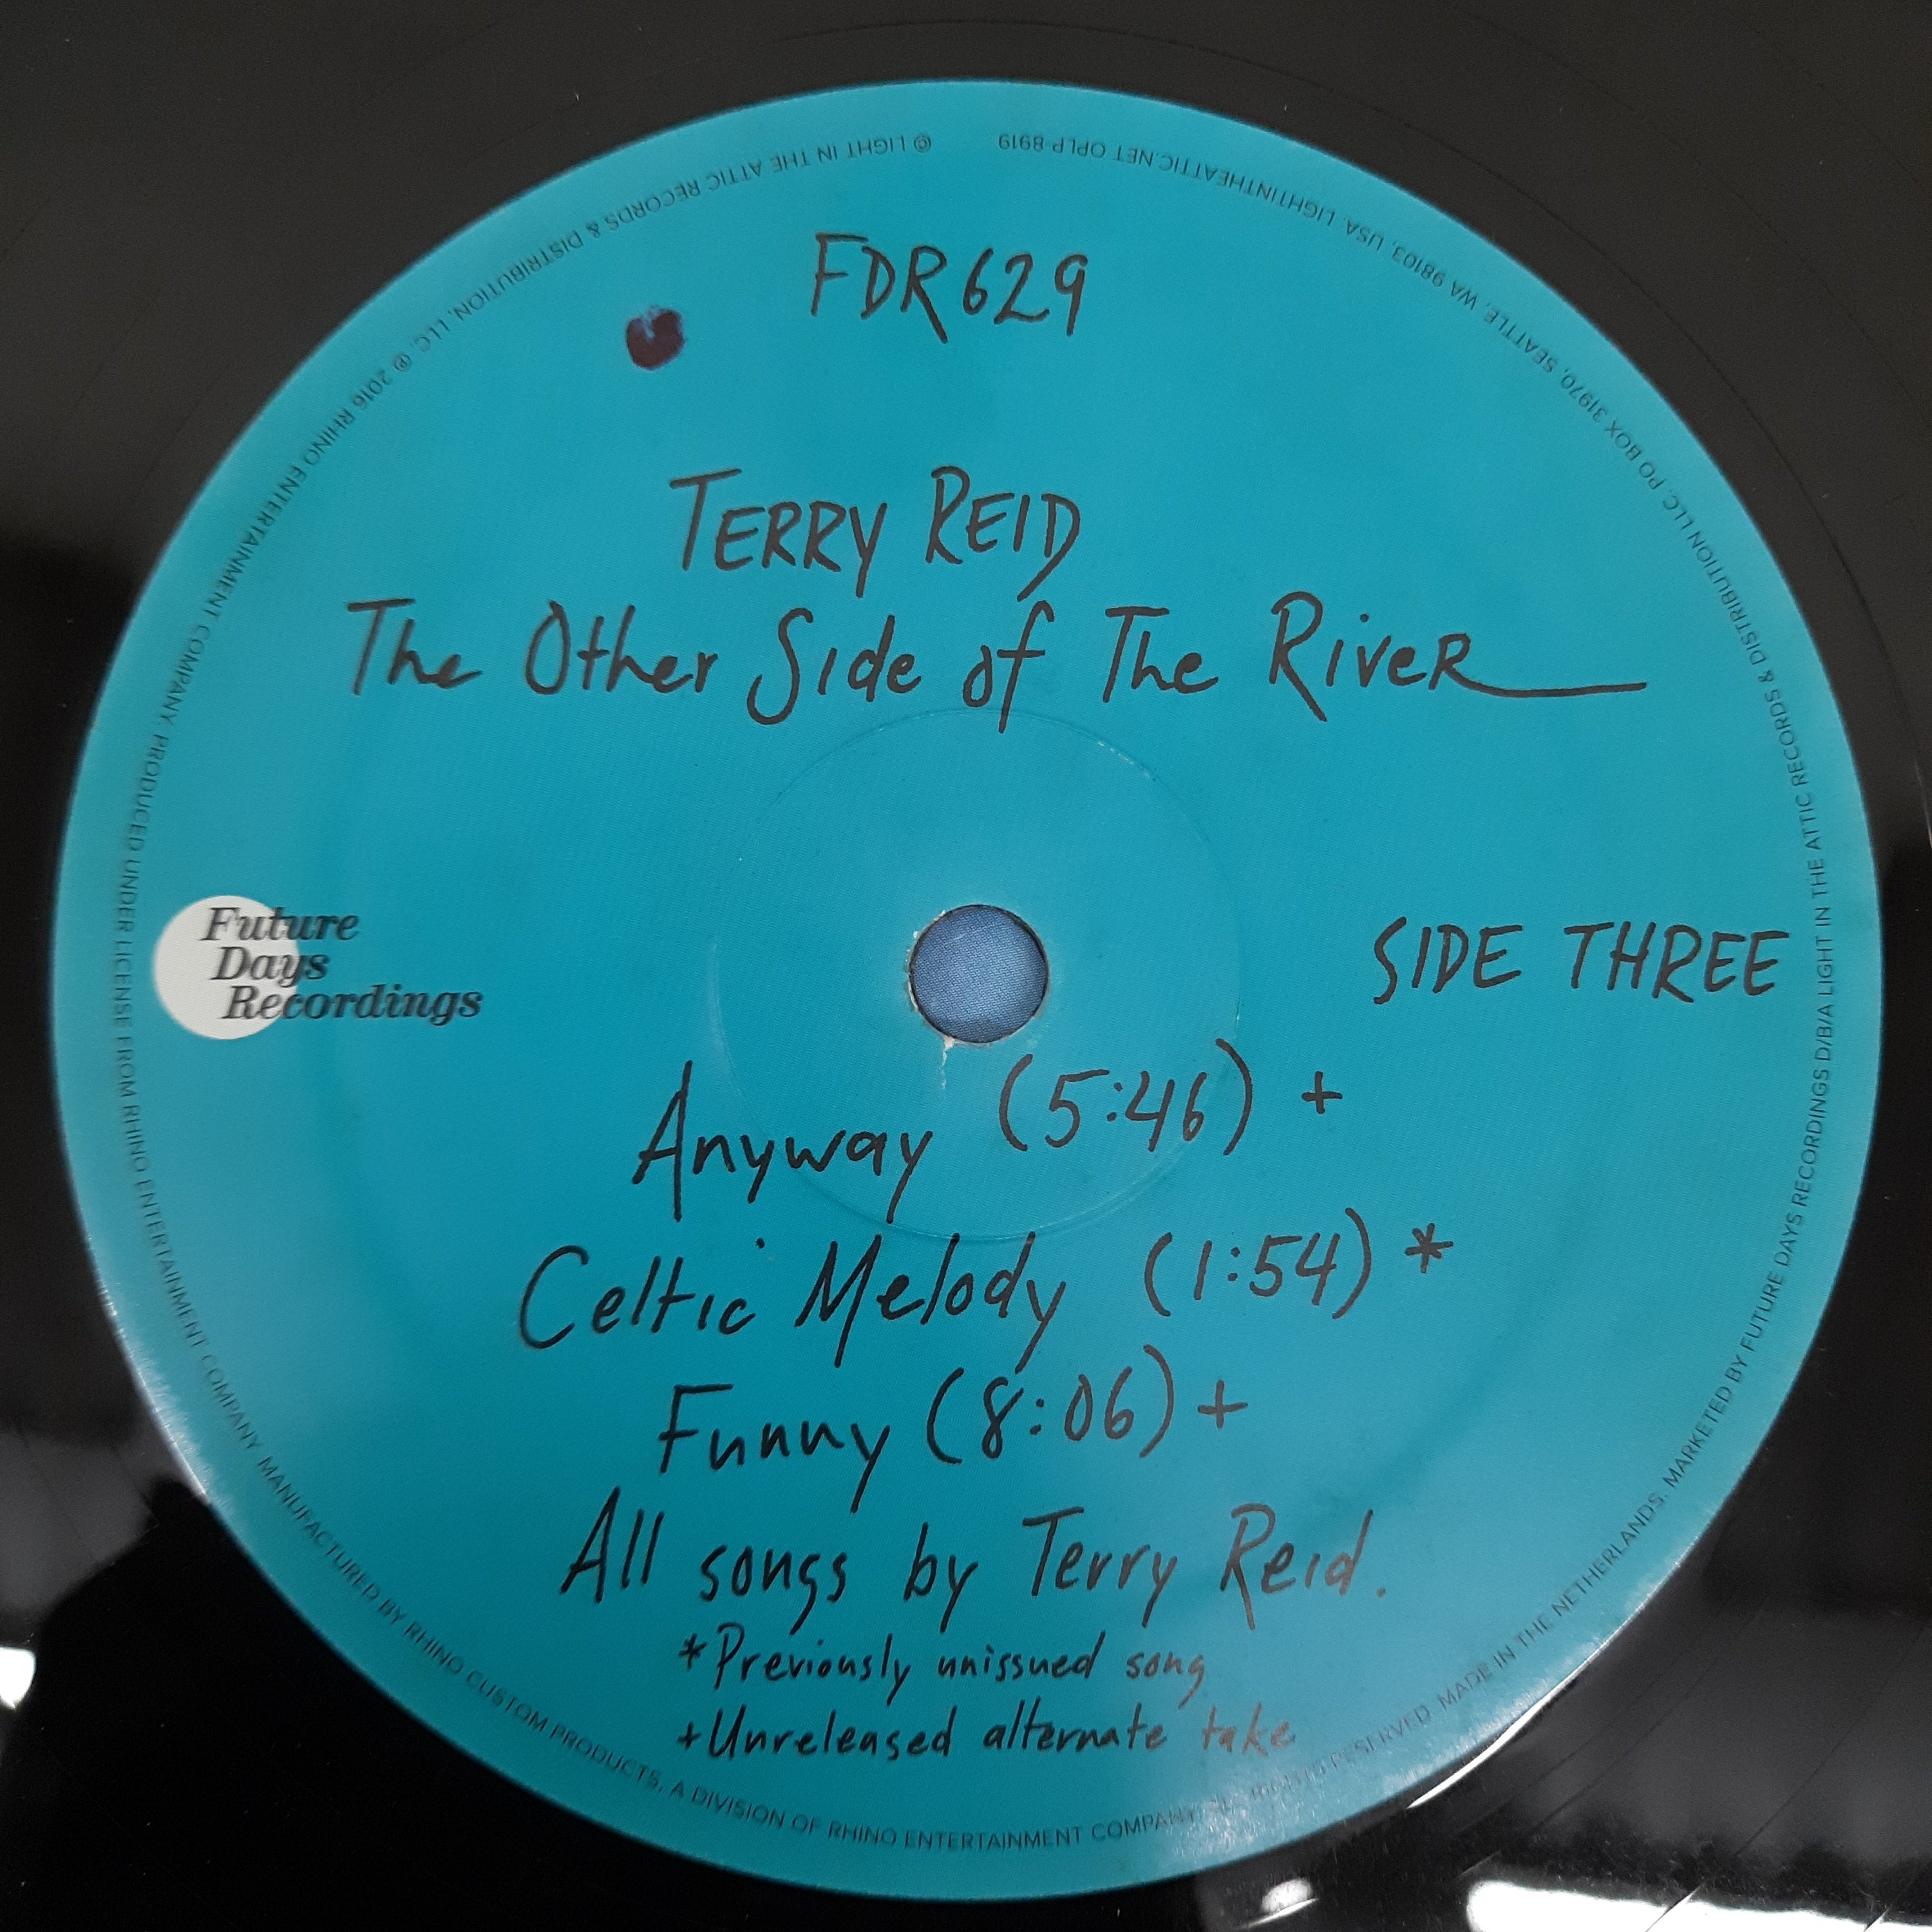 FDR 629
TERRY REID
The Other Side of The River
Future
Days
Recordings
SIDE THREE
Anyway (5:46) +
Celtic Melody (1:54) *
Funny (8:06) +
All songs by Terry Reid.
*Previously unissued song
+Unreleased alternate take
© LIGHT IN THE ATTIC RECORDS & DISTRIBUTION, LLC. ℗ 2016 RHINO ENTERTAINMENT COMPANY. PRODUCED UNDER LICENSE FROM RHINO ENTERTAINMENT COMPANY. MANUFACTURED BY RHINO CUSTOM PRODUCTS, A DIVISION OF RHINO ENTERTAINMENT COMPANY. ALL RIGHTS RESERVED. MADE IN THE NETHERLANDS. MARKETED BY FUTURE DAYS RECORDINGS D/B/A LIGHT IN THE ATTIC RECORDS & DISTRIBUTION LLC. PO BOX 31970, SEATTLE, WA 98103, USA. LIGHTINTHEATTIC.NET OPLP-8919